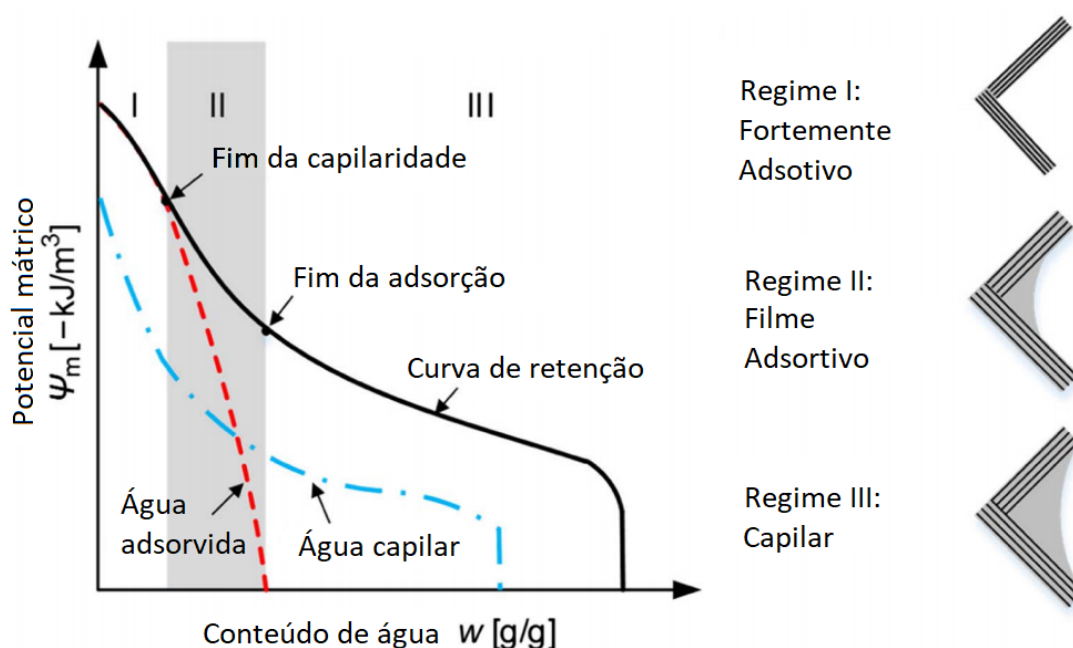 I
II
III
Fim da capilaridade
Fim da adsorção
Curva de retenção
Água
adsorvida
Água capilar
Potencial mátrico
Ψm [−kJ/m³]
Conteúdo de água w [g/g]
Regime I:
Fortemente
Adsotivo
Regime II:
Filme
Adsortivo
Regime III:
Capilar